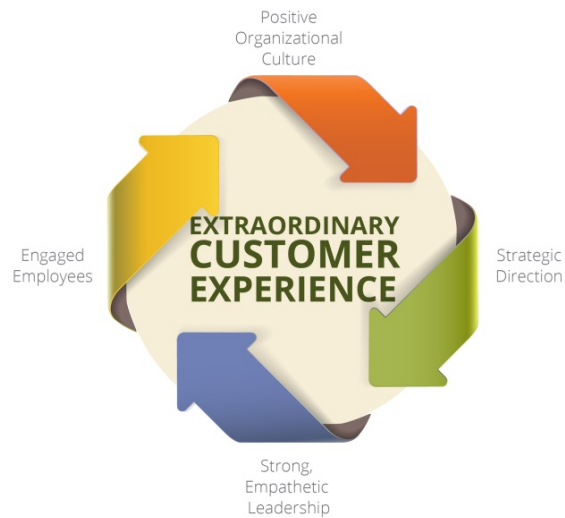 Positive
Organizational
Culture
EXTRAORDINARY
CUSTOMER
EXPERIENCE
Engaged
Employees
Strategic
Direction
Strong,
Empathetic
Leadership